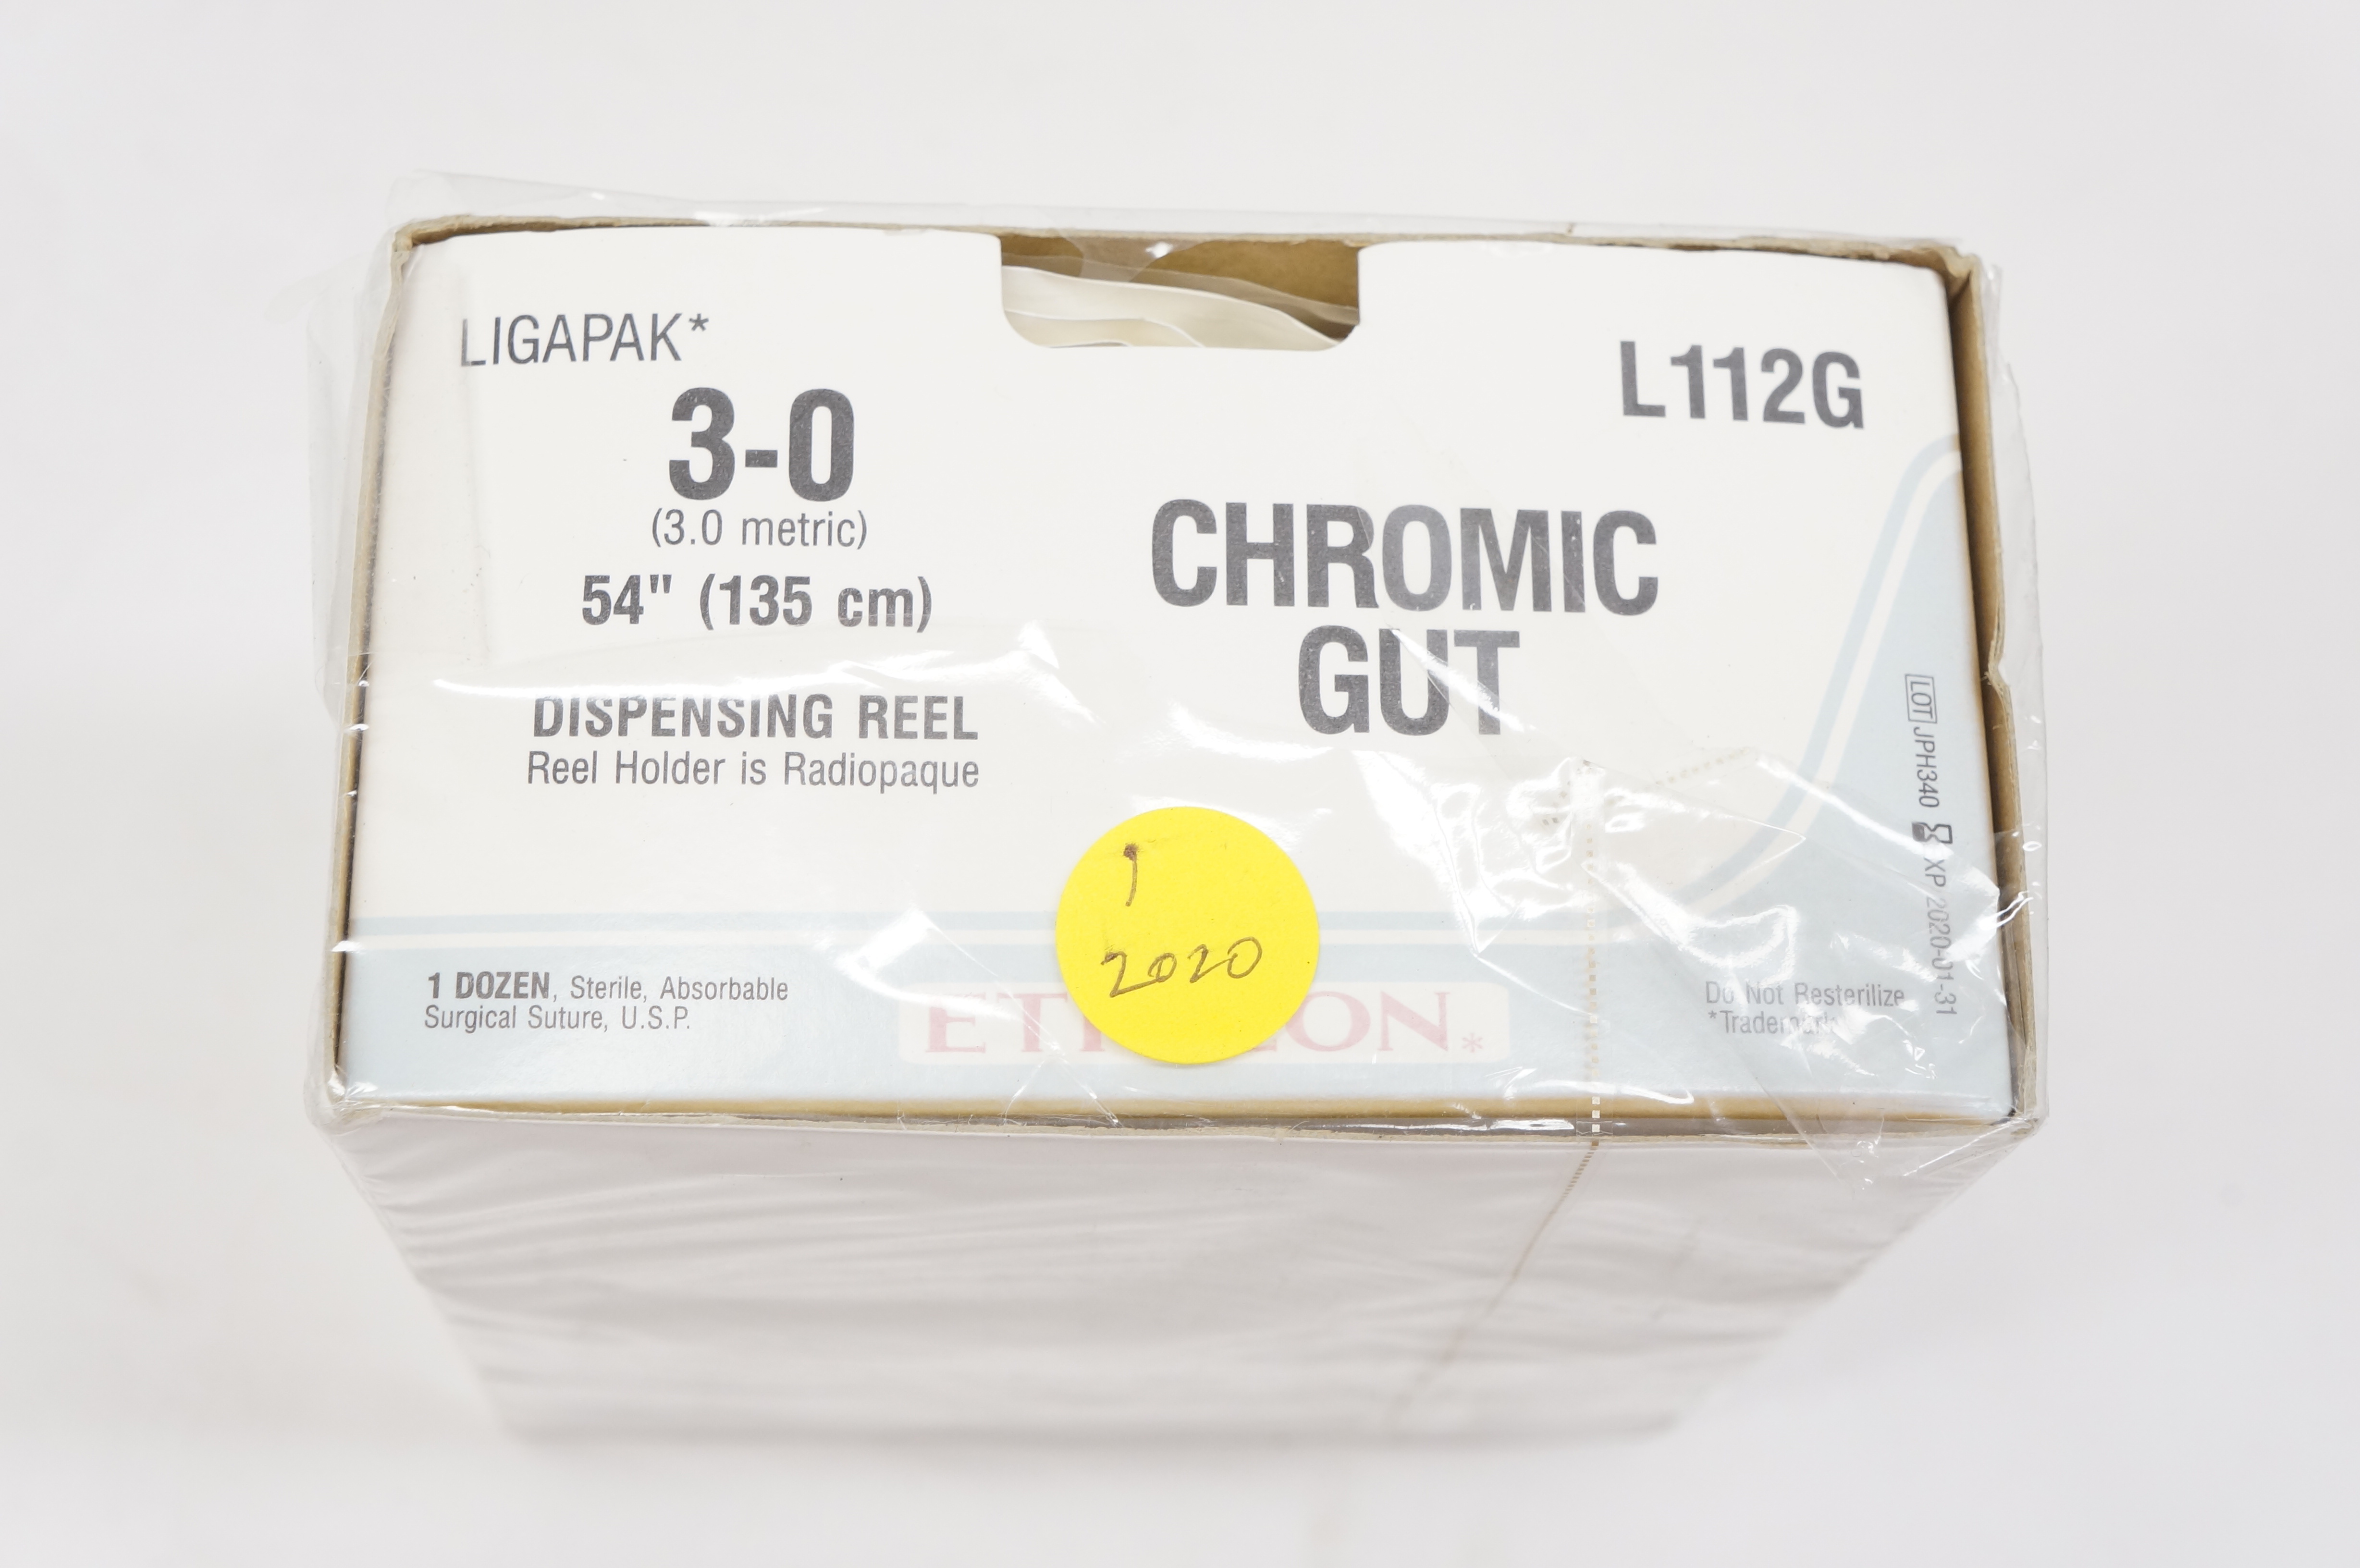 LIGAPAK*
3-0
(3.0 metric)
54" (135 cm)
DISPENSING REEL
Reel Holder is Radiopaque
L112G
CHROMIC
GUT
LOT JPH340 XP 2020-01-31
1
2020
1 DOZEN, Sterile, Absorbable
Surgical Suture, U.S.P.
Do Not Resterilize
*Trademark